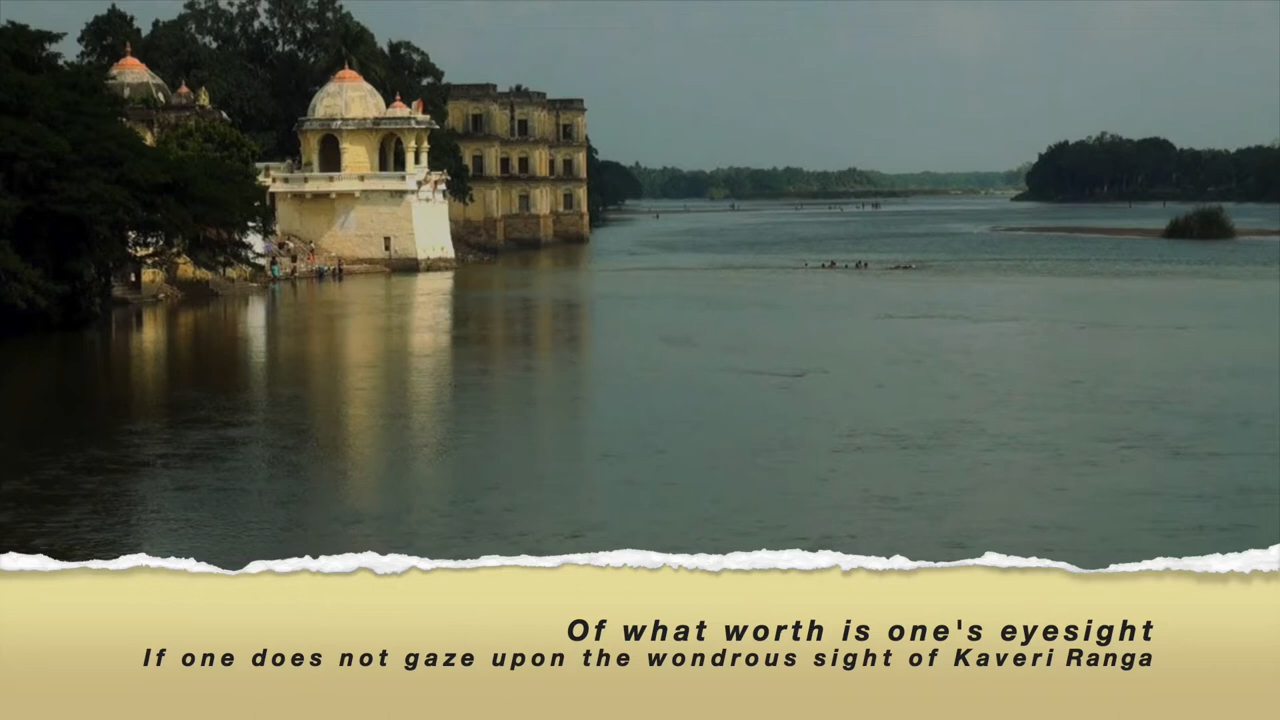 Of what worth is one's eyesight
If one does not gaze upon the wondrous sight of Kaveri Ranga